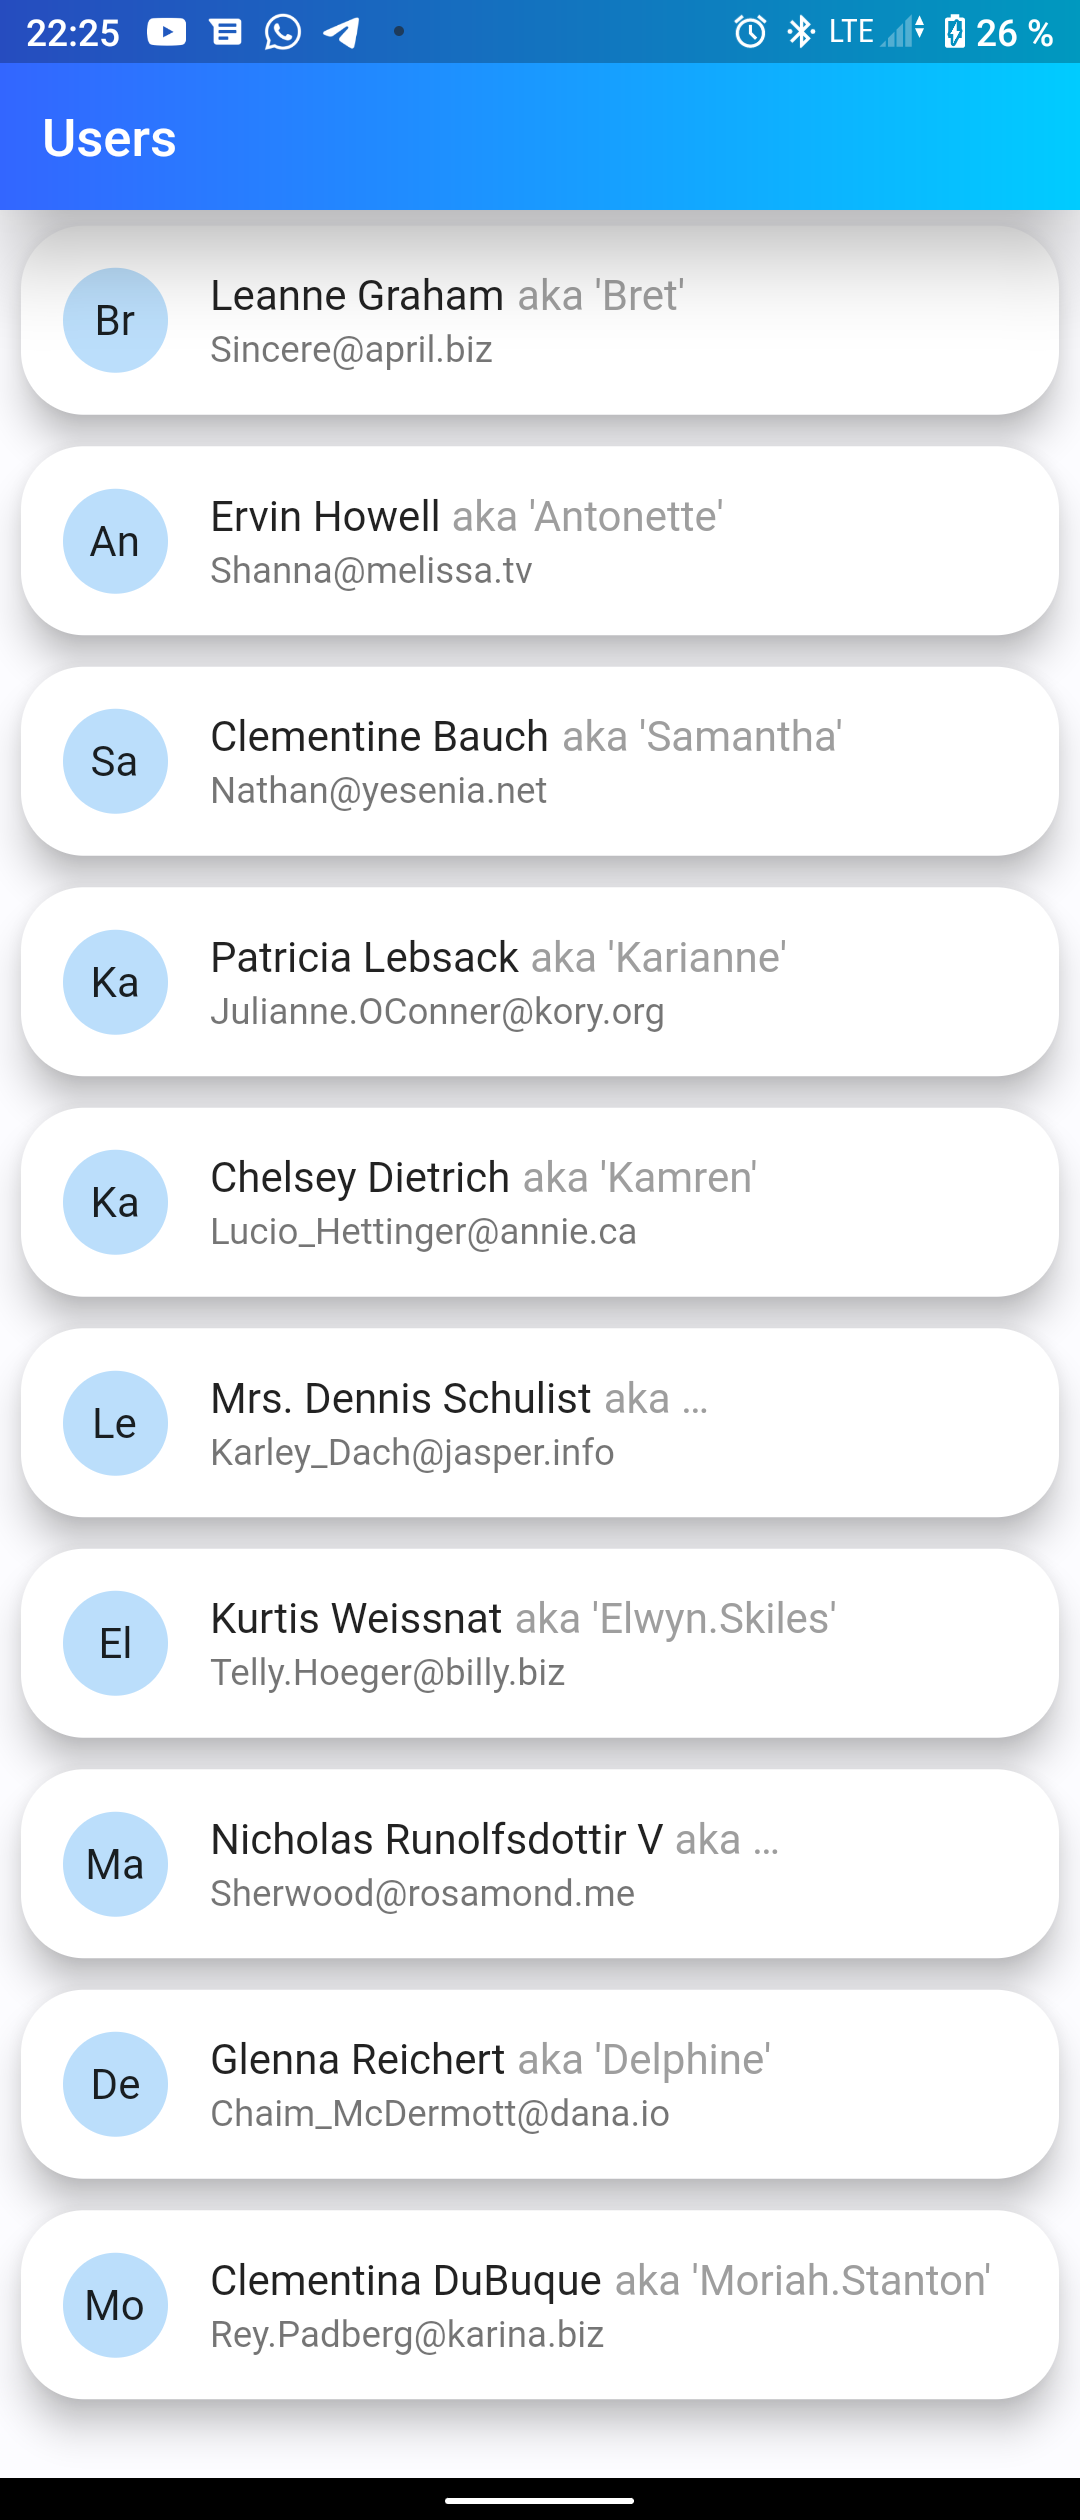 22:25 LTE 26 %
Users
Br
Leanne Graham aka 'Bret'
Sincere@april.biz
An
Ervin Howell aka 'Antonette'
Shanna@melissa.tv
Sa
Clementine Bauch aka 'Samantha'
Nathan@yesenia.net
Ka
Patricia Lebsack aka 'Karianne'
Julianne.OConner@kory.org
Ka
Chelsey Dietrich aka 'Kamren'
Lucio_Hettinger@annie.ca
Le
Mrs. Dennis Schulist aka ...
Karley_Dach@jasper.info
El
Kurtis Weissnat aka 'Elwyn.Skiles'
Telly.Hoeger@billy.biz
Ma
Nicholas Runolfsdottir V aka ...
Sherwood@rosamond.me
De
Glenna Reichert aka 'Delphine'
Chaim_McDermott@dana.io
Mo
Clementina DuBuque aka 'Moriah.Stanton'
Rey.Padberg@karina.biz